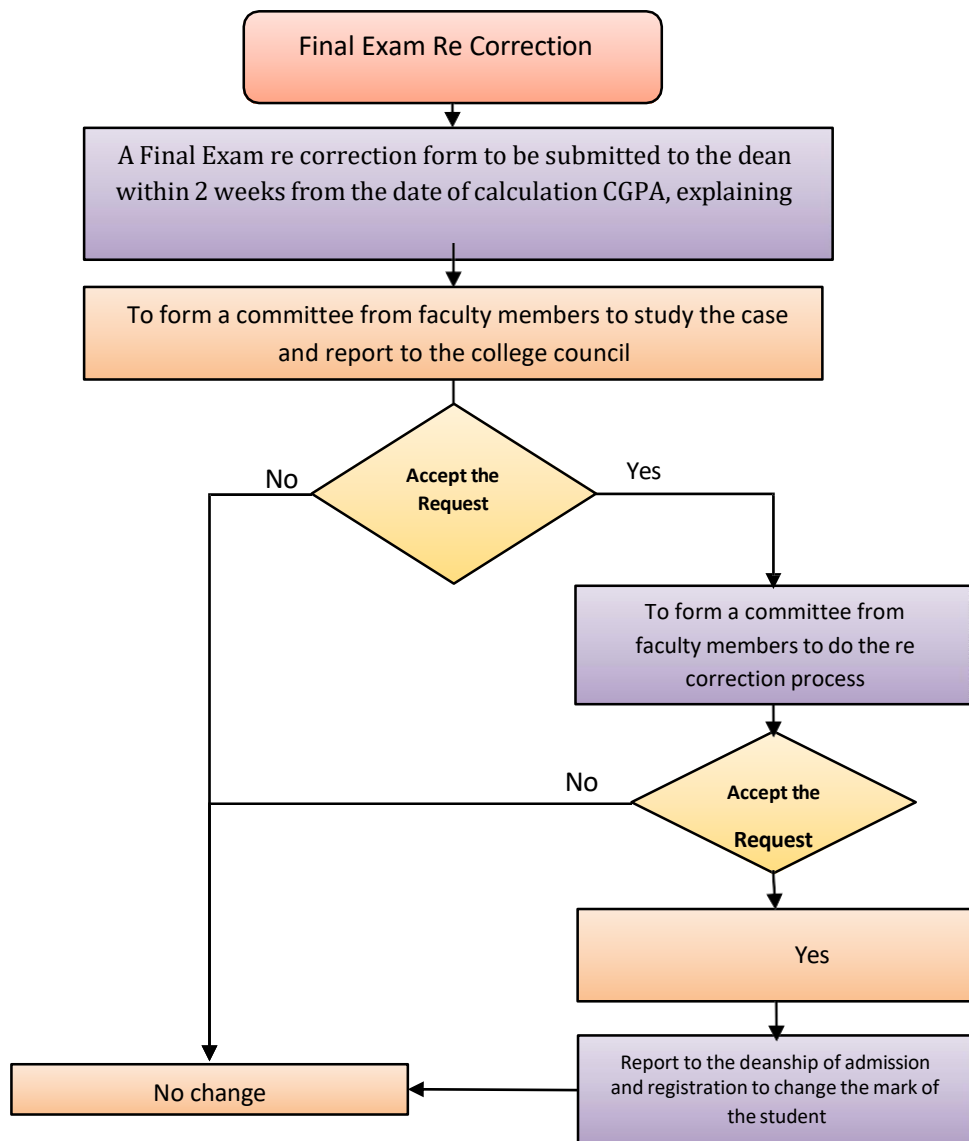 Final Exam Re Correction
A Final Exam re correction form to be submitted to the dean
within 2 weeks from the date of calculation CGPA, explaining
To form a committee from faculty members to study the case
and report to the college council
No
Accept the
Request
Yes
To form a committee from
faculty members to do the re
correction process
No
Accept the
Request
Yes
Report to the deanship of admission
and registration to change the mark of
the student
No change